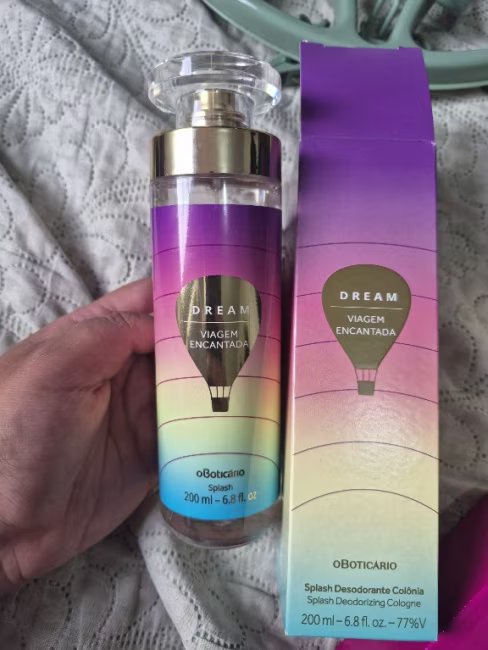 DREAM
VIAGEM
ENCANTADA
oBoticário
Splash
200 ml – 6.8 fl. oz
DREAM
VIAGEM
ENCANTADA
oBOTICÁRIO
Splash Desodorante Colônia
Splash Deodorizing Cologne
200 ml – 6.8 fl. oz. – 77%V